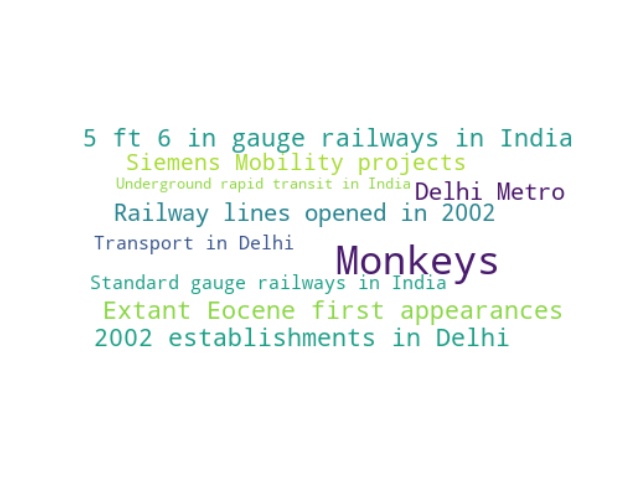 5 ft 6 in gauge railways in India
Siemens Mobility projects
Underground rapid transit in India
Delhi Metro
Railway lines opened in 2002
Transport in Delhi
Monkeys
Standard gauge railways in India
Extant Eocene first appearances
2002 establishments in Delhi